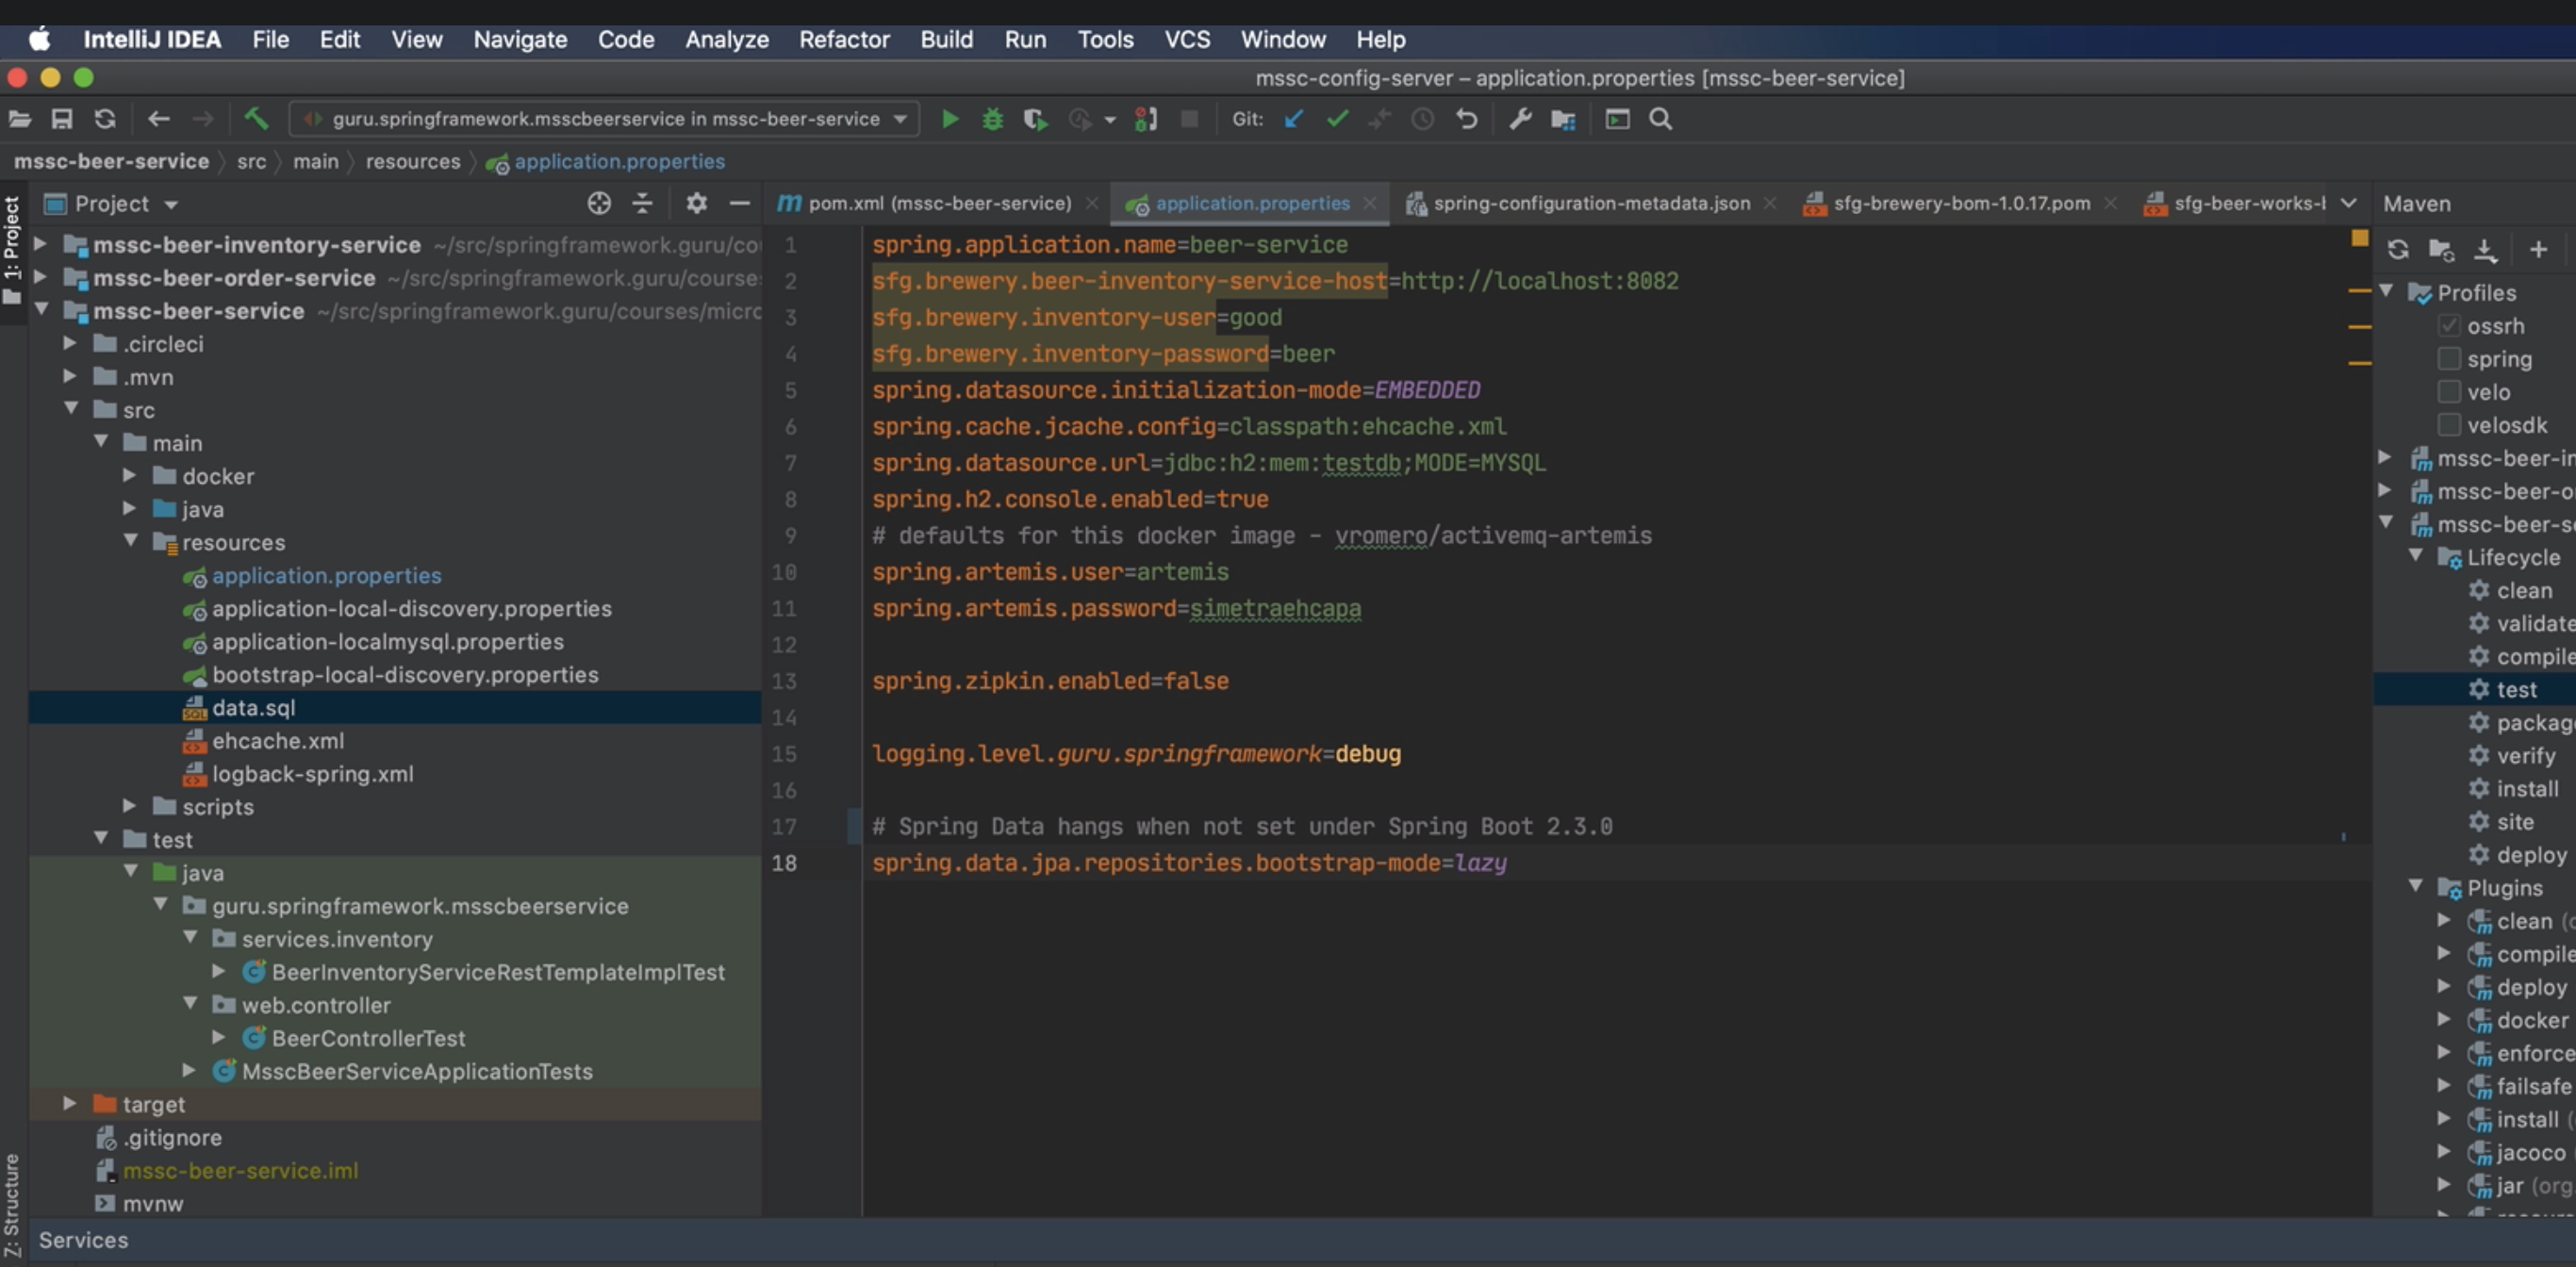 IntelliJ IDEA File Edit View Navigate Code Analyze Refactor Build Run Tools VCS Window Help
mssc-config-server – application.properties [mssc-beer-service]
guru.springframework.msscbeerservice in mssc-beer-service Git:
mssc-beer-service src main resources application.properties
1: Project
Project
mssc-beer-inventory-service ~/src/springframework.guru/co
mssc-beer-order-service ~/src/springframework.guru/course
mssc-beer-service ~/src/springframework.guru/courses/micro
.circleci
.mvn
src
main
docker
java
resources
application.properties
application-local-discovery.properties
application-localmysql.properties
bootstrap-local-discovery.properties
data.sql
ehcache.xml
logback-spring.xml
scripts
test
java
guru.springframework.msscbeerservice
services.inventory
BeerInventoryServiceRestTemplateImplTest
web.controller
BeerControllerTest
MsscBeerServiceApplicationTests
target
.gitignore
mssc-beer-service.iml
mvnw
Z: Structure
Services
pom.xml (mssc-beer-service) application.properties spring-configuration-metadata.json sfg-brewery-bom-1.0.17.pom sfg-beer-works-
1 spring.application.name=beer-service
2 sfg.brewery.beer-inventory-service-host=http://localhost:8082
3 sfg.brewery.inventory-user=good
4 sfg.brewery.inventory-password=beer
5 spring.datasource.initialization-mode=EMBEDDED
6 spring.cache.jcache.config=classpath:ehcache.xml
7 spring.datasource.url=jdbc:h2:mem:testdb;MODE=MYSQL
8 spring.h2.console.enabled=true
9 # defaults for this docker image - vromero/activemq-artemis
10 spring.artemis.user=artemis
11 spring.artemis.password=simetraehcapa
12
13 spring.zipkin.enabled=false
14
15 logging.level.guru.springframework=debug
16
17 # Spring Data hangs when not set under Spring Boot 2.3.0
18 spring.data.jpa.repositories.bootstrap-mode=lazy
Maven
Profiles
ossrh
spring
velo
velosdk
mssc-beer-in
mssc-beer-o
mssc-beer-s
Lifecycle
clean
validate
compile
test
packag
verify
install
site
deploy
Plugins
clean (
compile
deploy
docker
enforce
failsafe
install (
jacoco
jar (org